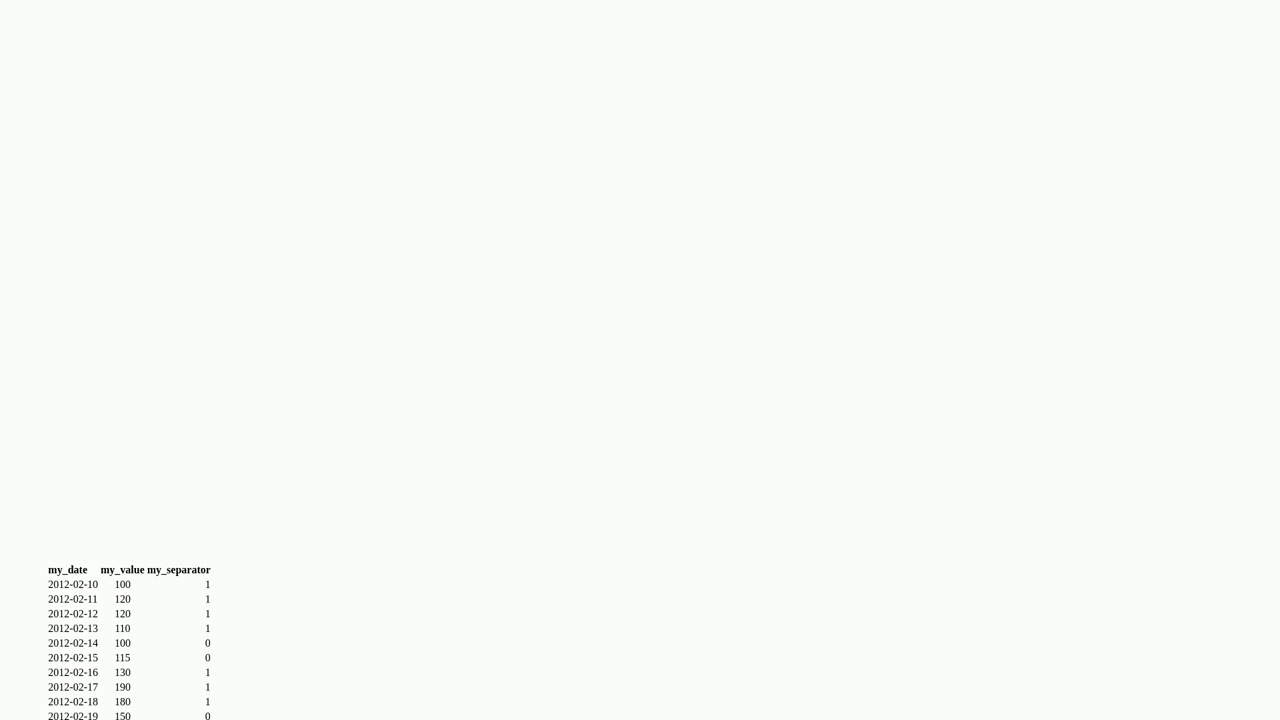 my_date my_value my_separator
2012-02-10 100 1
2012-02-11 120 1
2012-02-12 120 1
2012-02-13 110 1
2012-02-14 100 0
2012-02-15 115 0
2012-02-16 130 1
2012-02-17 190 1
2012-02-18 180 1
2012-02-19 150 0